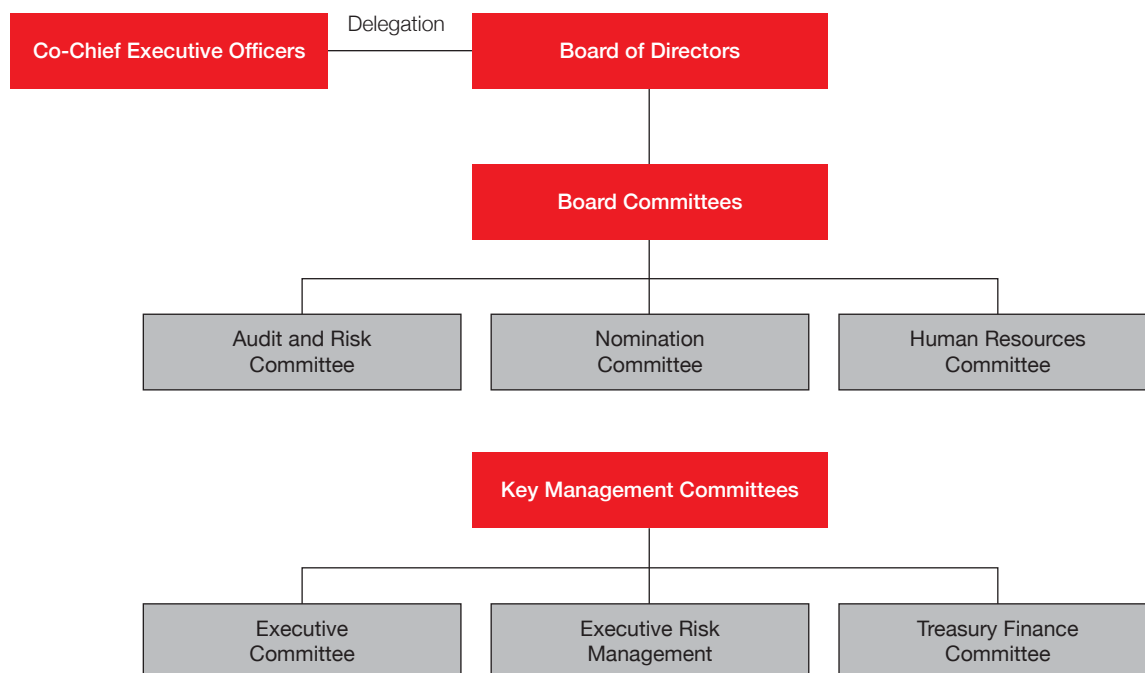 Delegation
Co-Chief Executive Officers
Board of Directors
Board Committees
Audit and Risk
Committee
Nomination
Committee
Human Resources
Committee
Key Management Committees
Executive
Committee
Executive Risk
Management
Treasury Finance
Committee